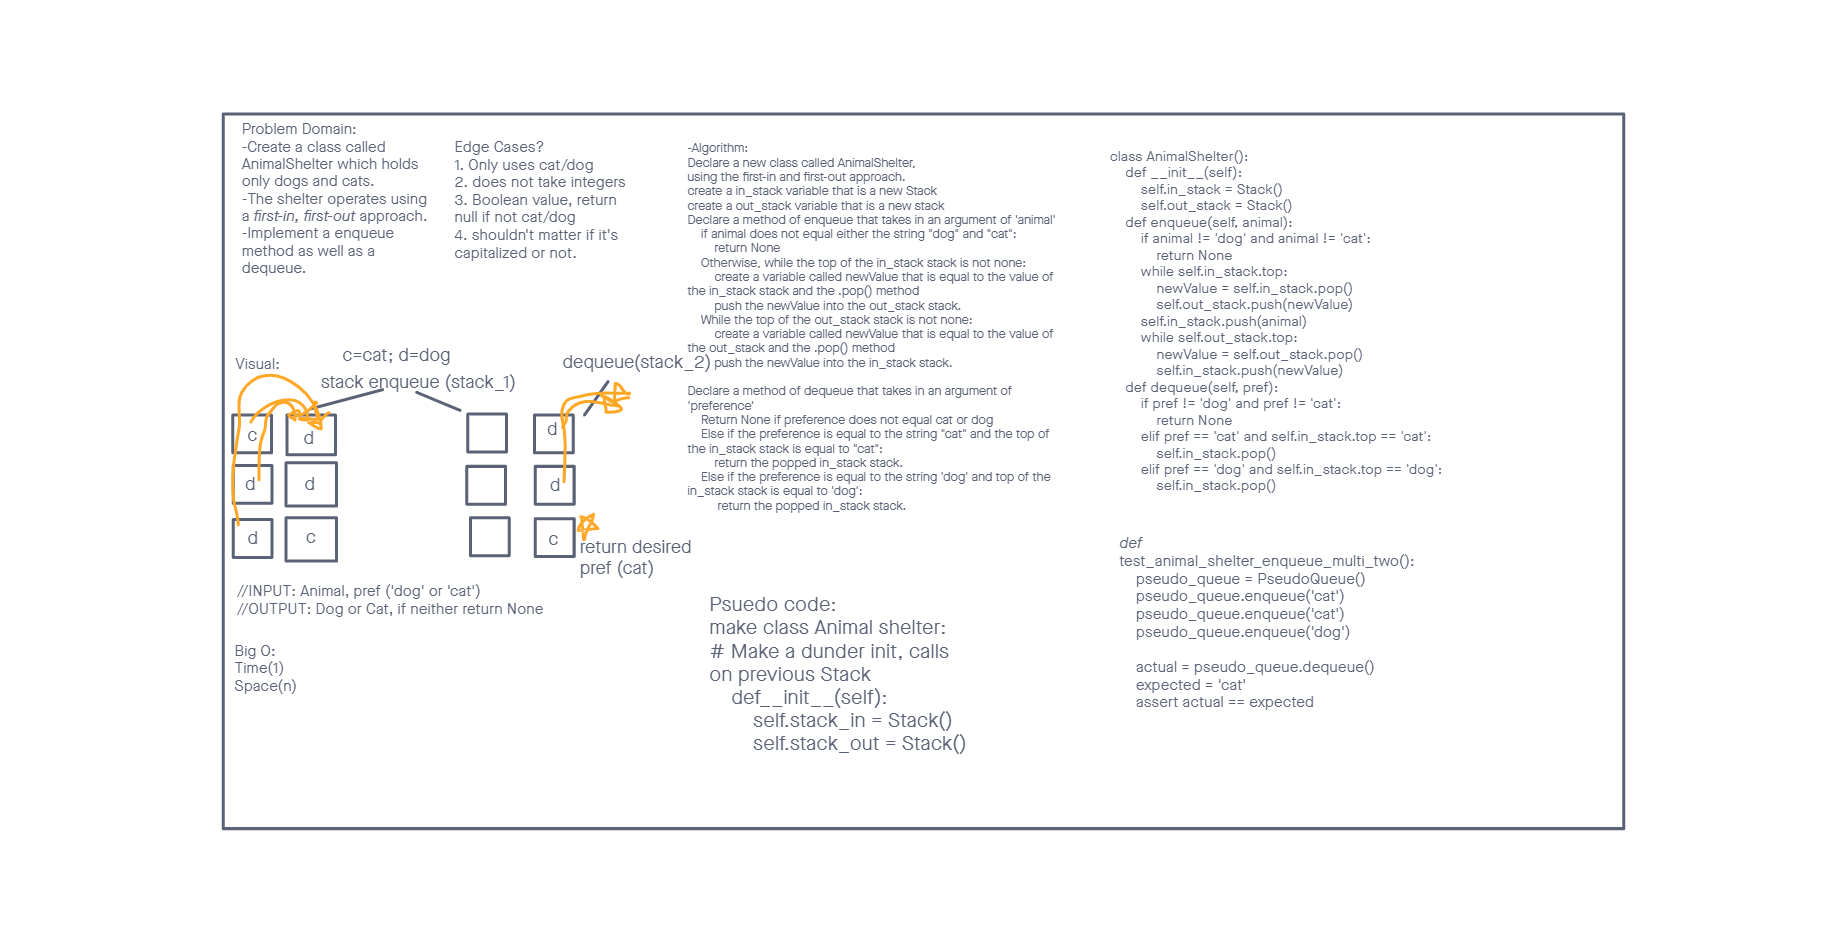 Problem Domain:
-Create a class called
AnimalShelter which holds
only dogs and cats.
-The shelter operates using
a first-in, first-out approach.
-Implement a enqueue
method as well as a
dequeue.
Edge Cases?
1. Only uses cat/dog
2. does not take integers
3. Boolean value, return
null if not cat/dog
4. shouldn't matter if it's
capitalized or not.
Visual:
c=cat; d=dog
stack enqueue (stack_1)
dequeue(stack_2)
c
d
d
d
d
c
d
d
c
return desired
pref (cat)
//INPUT: Animal, pref ('dog' or 'cat')
//OUTPUT: Dog or Cat, if neither return None
Big O:
Time(1)
Space(n)
-Algorithm:
Declare a new class called AnimalShelter,
using the first-in and first-out approach.
create a in_stack variable that is a new Stack
create a out_stack variable that is a new stack
Declare a method of enqueue that takes in an argument of 'animal'
if animal does not equal either the string "dog" and "cat":
return None
Otherwise, while the top of the in_stack stack is not none:
create a variable called newValue that is equal to the value of
the in_stack stack and the .pop() method
push the newValue into the out_stack stack.
While the top of the out_stack stack is not none:
create a variable called newValue that is equal to the value of
the out_stack and the .pop() method
push the newValue into the in_stack stack.
Declare a method of dequeue that takes in an argument of
'preference'
Return None if preference does not equal cat or dog
Else if the preference is equal to the string "cat" and the top of
the in_stack stack is equal to "cat":
return the popped in_stack stack.
Else if the preference is equal to the string 'dog' and top of the
in_stack stack is equal to 'dog':
return the popped in_stack stack.
Psuedo code:
make class Animal shelter:
# Make a dunder init, calls
on previous Stack
def__init__(self):
self.stack_in = Stack()
self.stack_out = Stack()
class AnimalShelter():
def __init__(self):
self.in_stack = Stack()
self.out_stack = Stack()
def enqueue(self, animal):
if animal != 'dog' and animal != 'cat':
return None
while self.in_stack.top:
newValue = self.in_stack.pop()
self.out_stack.push(newValue)
self.in_stack.push(animal)
while self.out_stack.top:
newValue = self.out_stack.pop()
self.in_stack.push(newValue)
def dequeue(self, pref):
if pref != 'dog' and pref != 'cat':
return None
elif pref == 'cat' and self.in_stack.top == 'cat':
self.in_stack.pop()
elif pref == 'dog' and self.in_stack.top == 'dog':
self.in_stack.pop()
def
test_animal_shelter_enqueue_multi_two():
pseudo_queue = PseudoQueue()
pseudo_queue.enqueue('cat')
pseudo_queue.enqueue('cat')
pseudo_queue.enqueue('dog')
actual = pseudo_queue.dequeue()
expected = 'cat'
assert actual == expected